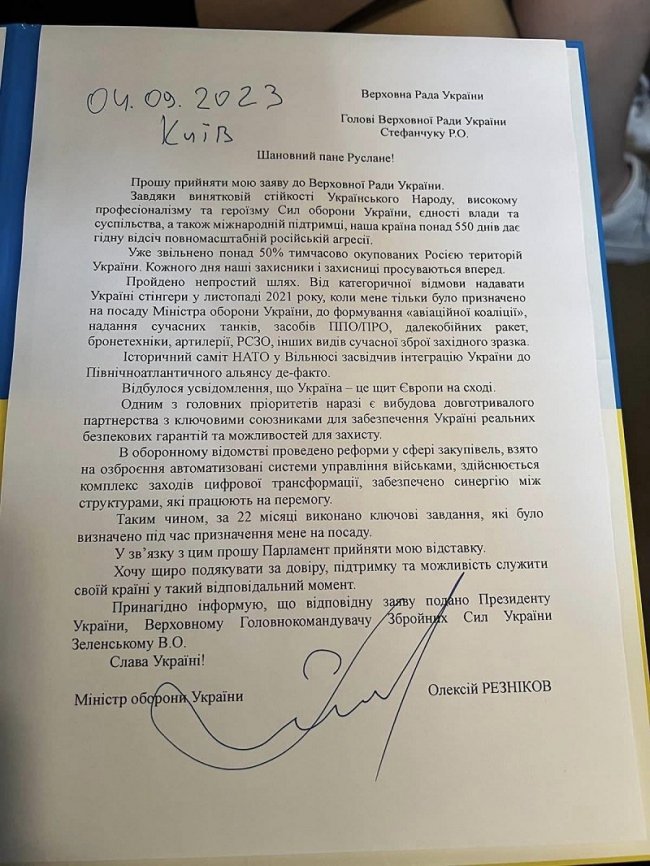 04.09.2023
Київ
Верховна Рада України
Голові Верховної Ради України
Стефанчуку Р.О.
Шановний пане Руслане!
Прошу прийняти мою заяву до Верховної Ради України.
Завдяки винятковій стійкості Українського Народу, високому
професіоналізму та героїзму Сил оборони України, єдності влади та
суспільства, а також міжнародній підтримці, наша країна понад 550 днів дає
гідну відсіч повномасштабній російській агресії.
Уже звільнено понад 50% тимчасово окупованих Росією територій
України. Кожного дня наші захисники і захисниці просуваються вперед.
Пройдено непростий шлях. Від категоричної відмови надавати
Україні стінгери у листопаді 2021 року, коли мене тільки було призначено
на посаду Міністра оборони України, до формування «авіаційної коаліції»,
надання сучасних танків, засобів ППО/ПРО, далекобійних ракет,
бронетехніки, артилерії, РСЗО, інших видів сучасної зброї західного зразка.
Історичний саміт НАТО у Вільнюсі засвідчив інтеграцію України до
Північноатлантичного альянсу де-факто.
Відбулося усвідомлення, що Україна – це щит Європи на сході.
Одним з головних пріоритетів наразі є вибудова довготривалого
партнерства з ключовими союзниками для забезпечення Україні реальних
безпекових гарантій та можливостей для захисту.
В оборонному відомстві проведено реформи у сфері закупівель, взято
на озброєння автоматизовані системи управління військами, здійснюється
комплекс заходів цифрової трансформації, забезпечено синергію між
структурами, які працюють на перемогу.
Таким чином, за 22 місяці виконано ключові завдання, які було
визначено під час призначення мене на посаду.
У зв’язку з цим прошу Парламент прийняти мою відставку.
Хочу щиро подякувати за довіру, підтримку та можливість служити
своїй країні у такий відповідальний момент.
Принагідно інформую, що відповідну заяву подано Президенту
України, Верховному Головнокомандувачу Збройних Сил України
Зеленському В.О.
Слава Україні!
Міністр оборони України
Олексій РЕЗНІКОВ